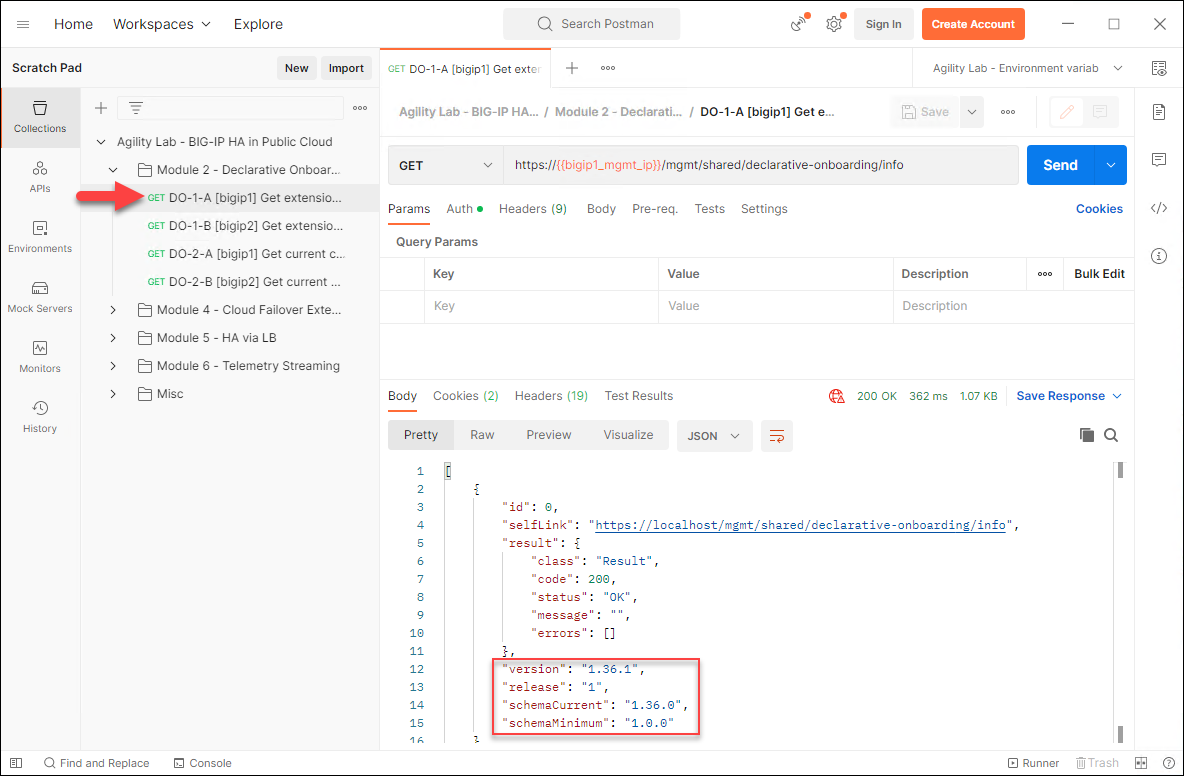 Home Workspaces Explore Search Postman Sign In Create Account
Scratch Pad New Import
GET DO-1-A [bigip1] Get exter
Agility Lab - Environment variab
Collections
APIs
Environments
Mock Servers
Monitors
History
Agility Lab - BIG-IP HA in Public Cloud
Module 2 - Declarative Onboar...
GET DO-1-A [bigip1] Get extensio...
GET DO-1-B [bigip2] Get extensio...
GET DO-2-A [bigip1] Get current c...
GET DO-2-B [bigip2] Get current ...
Module 4 - Cloud Failover Exte...
Module 5 - HA via LB
Module 6 - Telemetry Streaming
Misc
Agility Lab - BIG-IP HA... / Module 2 - Declarati... / DO-1-A [bigip1] Get e... Save
GET https://{{bigip1_mgmt_ip}}/mgmt/shared/declarative-onboarding/info Send
Params Auth Headers (9) Body Pre-req. Tests Settings Cookies
Query Params
Key Value Description Bulk Edit
Key Value Description
Body Cookies (2) Headers (19) Test Results 200 OK 362 ms 1.07 KB Save Response
Pretty Raw Preview Visualize JSON
1 [
2 {
3 "id": 0,
4 "selfLink": "https://localhost/mgmt/shared/declarative-onboarding/info",
5 "result": {
6 "class": "Result",
7 "code": 200,
8 "status": "OK",
9 "message": "",
10 "errors": []
11 },
12 "version": "1.36.1",
13 "release": "1",
14 "schemaCurrent": "1.36.0",
15 "schemaMinimum": "1.0.0"
16 }
Find and Replace Console Runner Trash